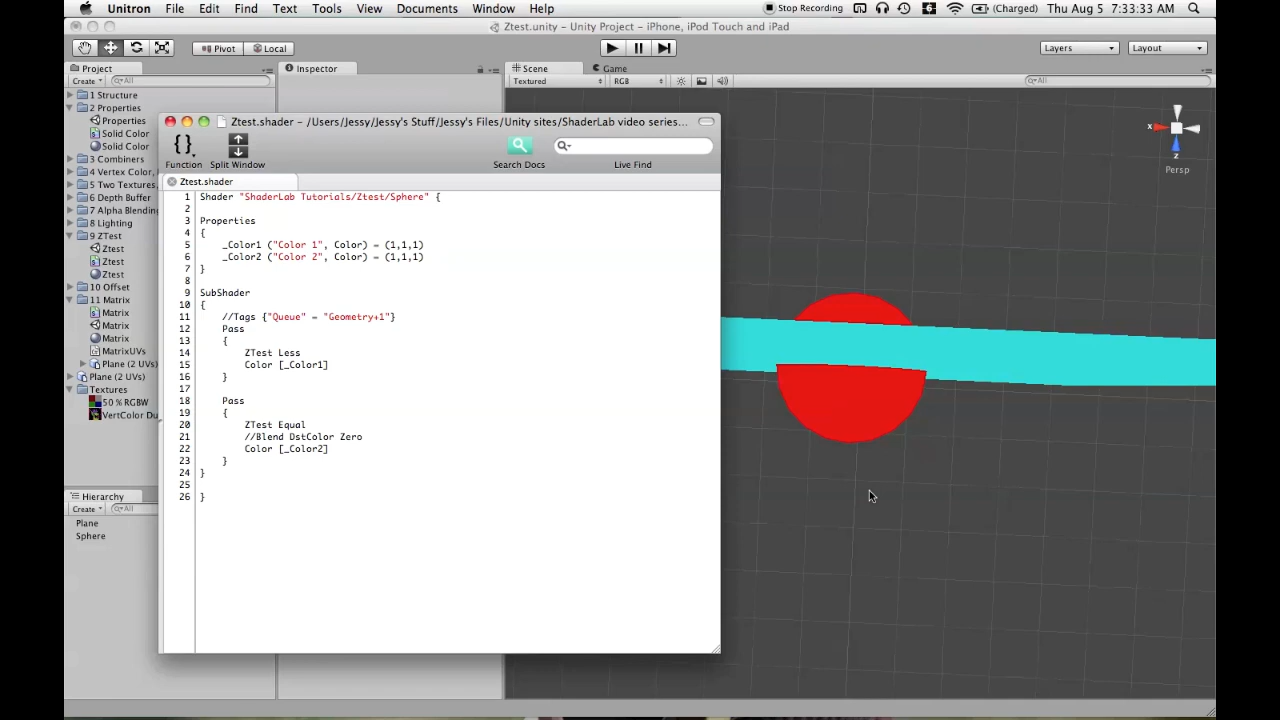 Unitron File Edit Find Text Tools View Documents Window Help Stop Recording (Charged) Thu Aug 5 7:33:33 AM
Ztest.unity - Unity Project - iPhone, iPod Touch and iPad
Pivot Local Layers Layout
Project Inspector Scene Game
Create All Textured RGB All
1 Structure
2 Properties
Properties
Solid Color
Solid Color
3 Combiners
4 Vertex Color,
5 Two Textures,
6 Depth Buffer
7 Alpha Blending
8 Lighting
9 ZTest
Ztest
Ztest
Ztest
10 Offset
11 Matrix
Matrix
Matrix
Matrix
MatrixUVs
Plane (2 UVs)
Plane (2 UVs)
Textures
50 % RGBW
VertColor Du
Hierarchy
Create All
Plane
Sphere
Ztest.shader - /Users/Jessy/Jessy's Stuff/Jessy's Files/Unity sites/ShaderLab video series...
{}
Function Split Window Search Docs Live Find
Ztest.shader
1 Shader "ShaderLab Tutorials/Ztest/Sphere" {
2
3 Properties
4 {
5 _Color1 ("Color 1", Color) = (1,1,1)
6 _Color2 ("Color 2", Color) = (1,1,1)
7 }
8
9 SubShader
10 {
11 //Tags {"Queue" = "Geometry+1"}
12 Pass
13 {
14 ZTest Less
15 Color [_Color1]
16 }
17
18 Pass
19 {
20 ZTest Equal
21 //Blend DstColor Zero
22 Color [_Color2]
23 }
24 }
25
26 }
x
z
Persp